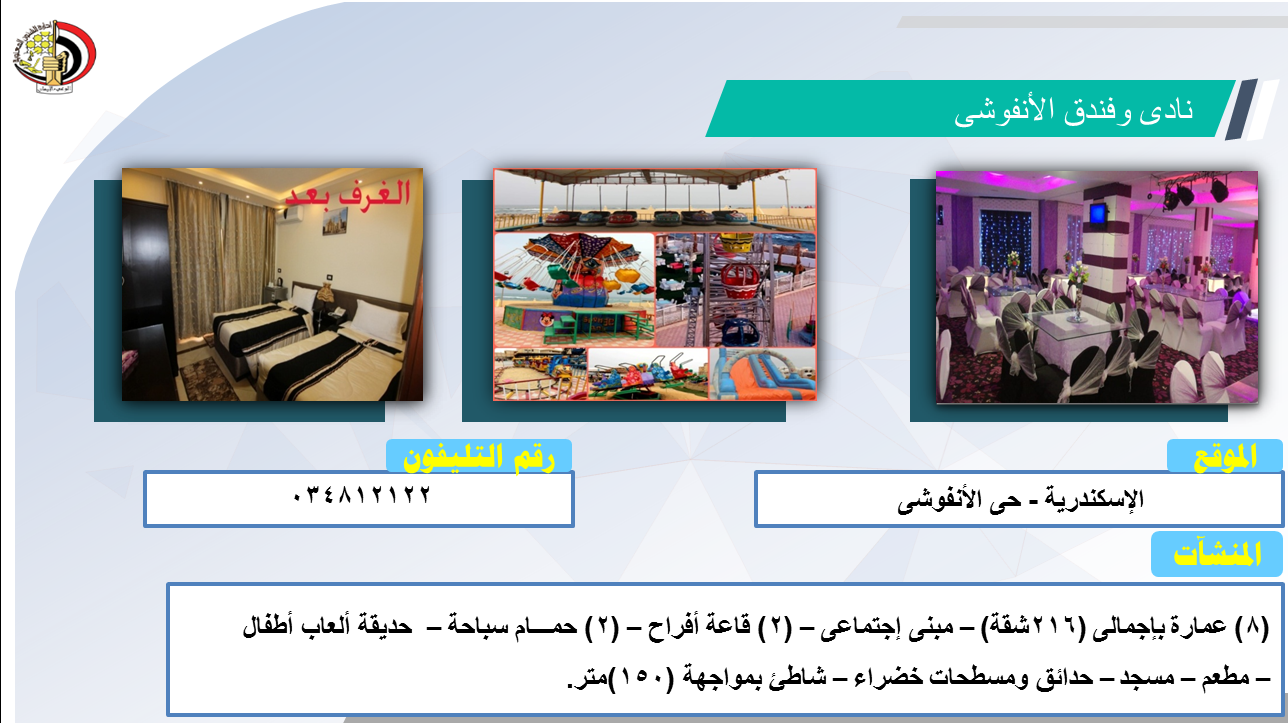 نادى وفندق الأنفوشى
الغرف بعد
الموقع
الإسكندرية - حى الأنفوشى
رقم التليفون
٠٣٤٨١٢١٢٢
المنشآت
(٨) عمارة بإجمالى (٢١٦شقة) – مبنى إجتماعى – (٢) قاعة أفراح – (٢) حمـــام سباحة – حديقة ألعاب أطفال
– مطعم – مسجد – حدائق ومسطحات خضراء – شاطئ بمواجهة (١٥٠)متر.